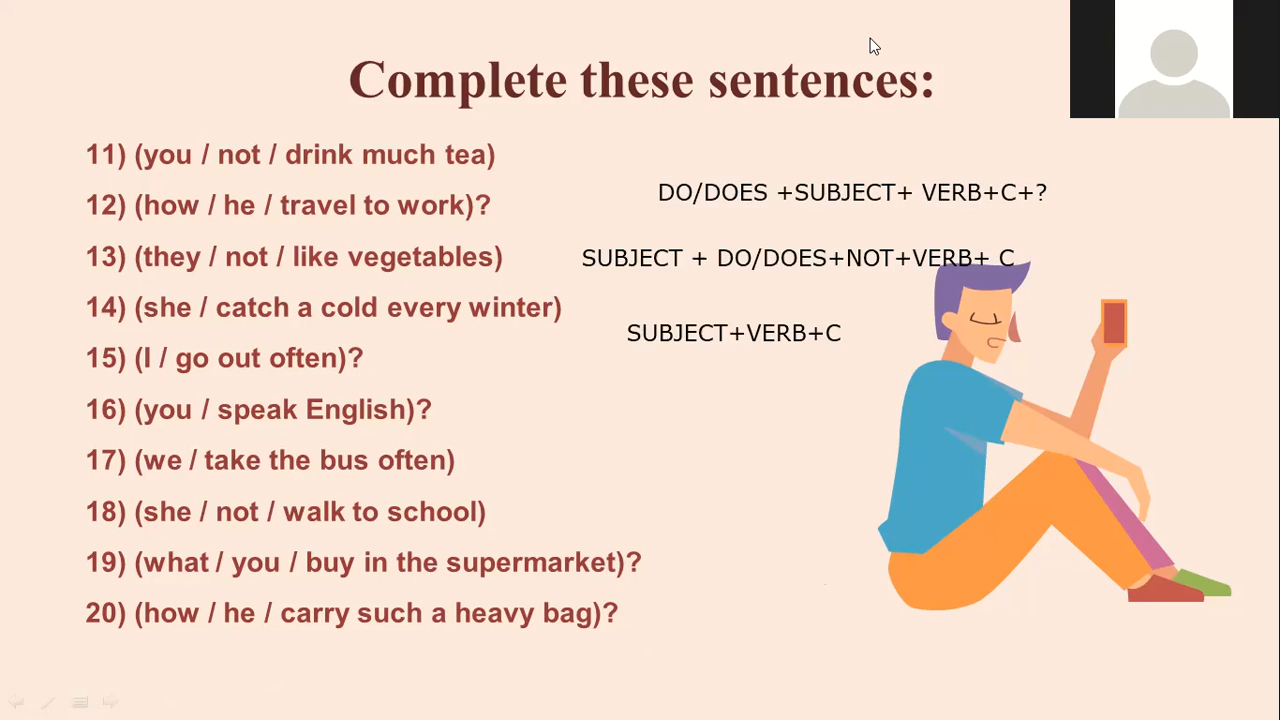 Complete these sentences:
11) (you / not / drink much tea)
12) (how / he / travel to work)?
13) (they / not / like vegetables)
14) (she / catch a cold every winter)
15) (I / go out often)?
16) (you / speak English)?
17) (we / take the bus often)
18) (she / not / walk to school)
19) (what / you / buy in the supermarket)?
20) (how / he / carry such a heavy bag)?
DO/DOES +SUBJECT+ VERB+C+?
SUBJECT + DO/DOES+NOT+VERB+ C
SUBJECT+VERB+C